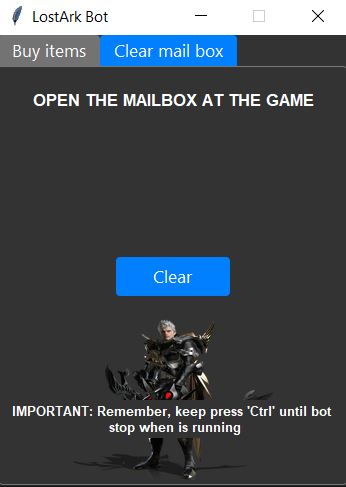 LostArk Bot
Buy items
Clear mail box
OPEN THE MAILBOX AT THE GAME
Clear
IMPORTANT: Remember, keep press 'Ctrl' until bot
stop when is running